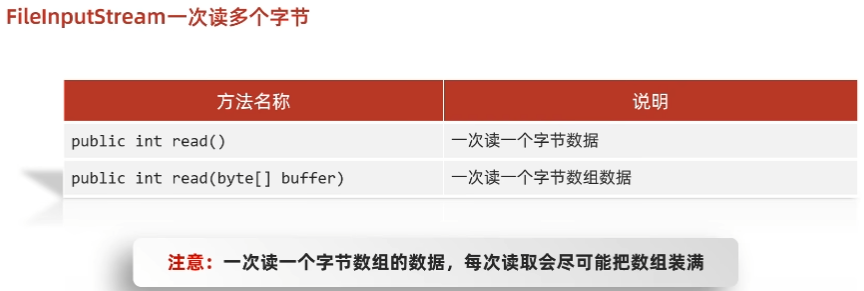 FileInputStream一次读多个字节
方法名称 说明
public int read() 一次读一个字节数据
public int read(byte[] buffer) 一次读一个字节数组数据
注意：一次读一个字节数组的数据，每次读取会尽可能把数组装满